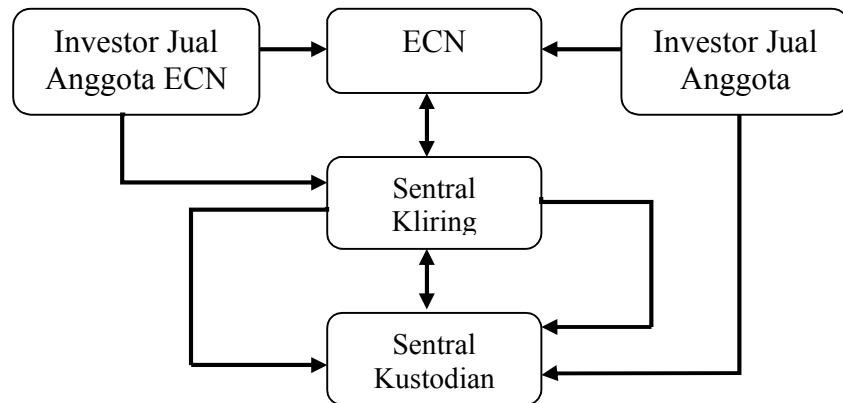 Investor Jual
Anggota ECN
ECN
Investor Jual
Anggota
Sentral
Kliring
Sentral
Kustodian